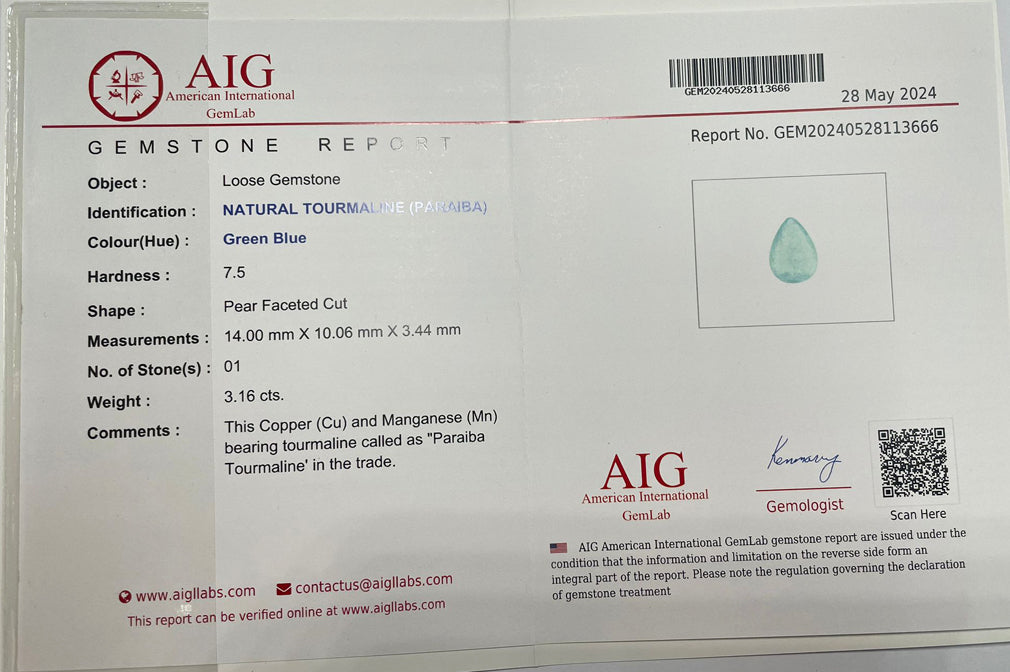 AIG
American International
GemLab
GEM20240528113666
28 May 2024
Report No. GEM20240528113666
GEMSTONE REPORT
Object : Loose Gemstone
Identification : NATURAL TOURMALINE (PARAIBA)
Colour(Hue) : Green Blue
Hardness : 7.5
Shape : Pear Faceted Cut
Measurements : 14.00 mm X 10.06 mm X 3.44 mm
No. of Stone(s) : 01
Weight : 3.16 cts.
Comments : This Copper (Cu) and Manganese (Mn)
bearing tourmaline called as "Paraiba
Tourmaline' in the trade.
www.aigllabs.com contactus@aigllabs.com
This report can be verified online at www.aigllabs.com
AIG
American International
GemLab
Gemologist
Scan Here
AIG American International GemLab gemstone report are issued under the
condition that the information and limitation on the reverse side form an
integral part of the report. Please note the regulation governing the declaration
of gemstone treatment